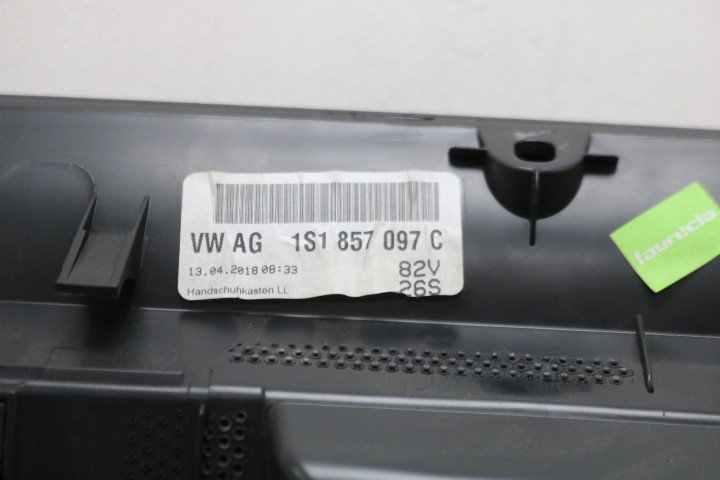 VW AG 1S1 857 097 C
13.04.2018 08:33 82V
Handschuhkasten LL 26S
faurecia